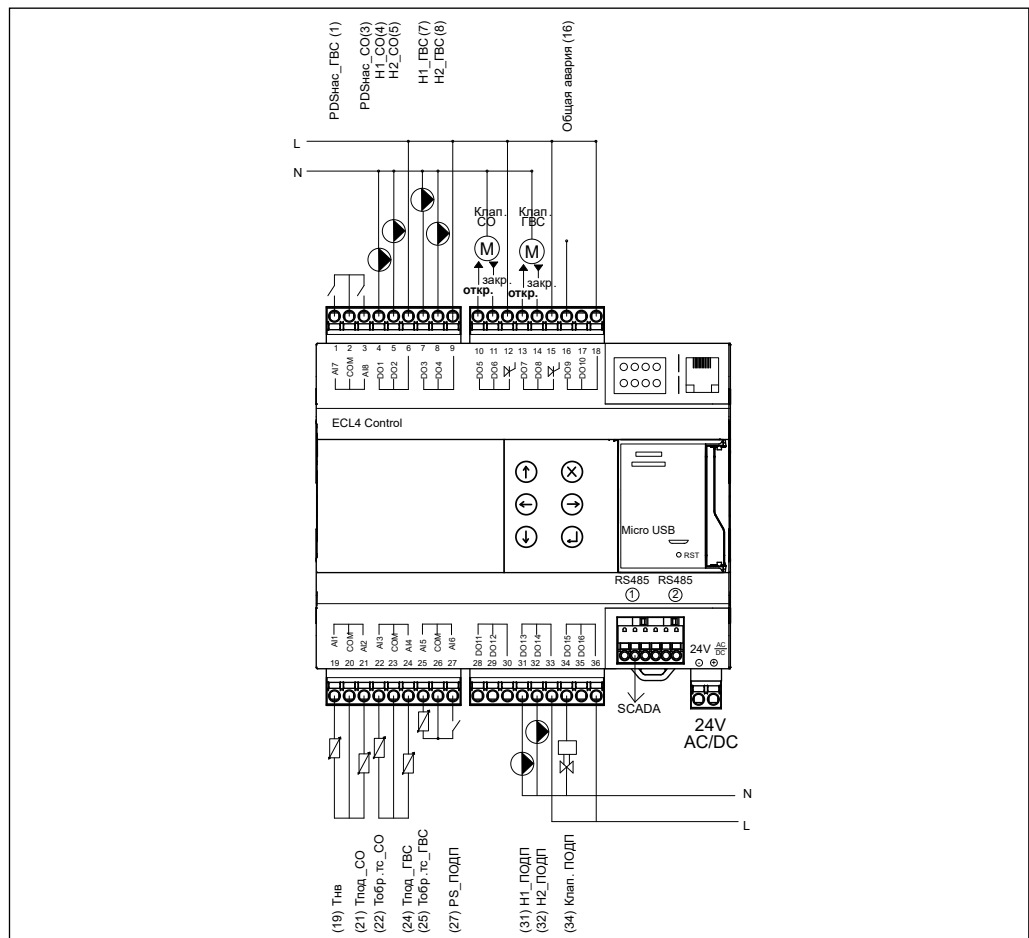 PDSнас_ГВС (1)
PDSнас_СО(3)
Н1_СО(4)
Н2_СО(5)
Н1_ГВС (7)
Н2_ГВС (8)
Общая авария (16)
L
N
Клап.
СО
Клап.
ГВС
M
M
закр.
закр.
откр.
откр.
1 2 3 4 5 6 7 8 9
10 11 12 13 14 15 16 17 18
AI7
COM
AI8
DO1
DO2
DO3
DO4
DO5
DO6
DO7
DO8
DO9
DO10
ECL4 Control
Micro USB
RST
RS485 RS485
1 2
AI1
COM
AI2
AI3
COM
AI4
AI5
COM
AI6
DO11
DO12
DO13
DO14
DO15
DO16
19 20 21 22 23 24 25 26 27
28 29 30 31 32 33 34 35 36
24V AC
DC
SCADA
24V
AC/DC
N
L
(19) Тнв
(21) Тпод_СО
(22) Тобр.тс_СО
(24) Тпод_ГВС
(25) Тобр.тс_ГВС
(27) PS_ПОДП
(31) Н1_ПОДП
(32) Н2_ПОДП
(34) Клап. ПОДП